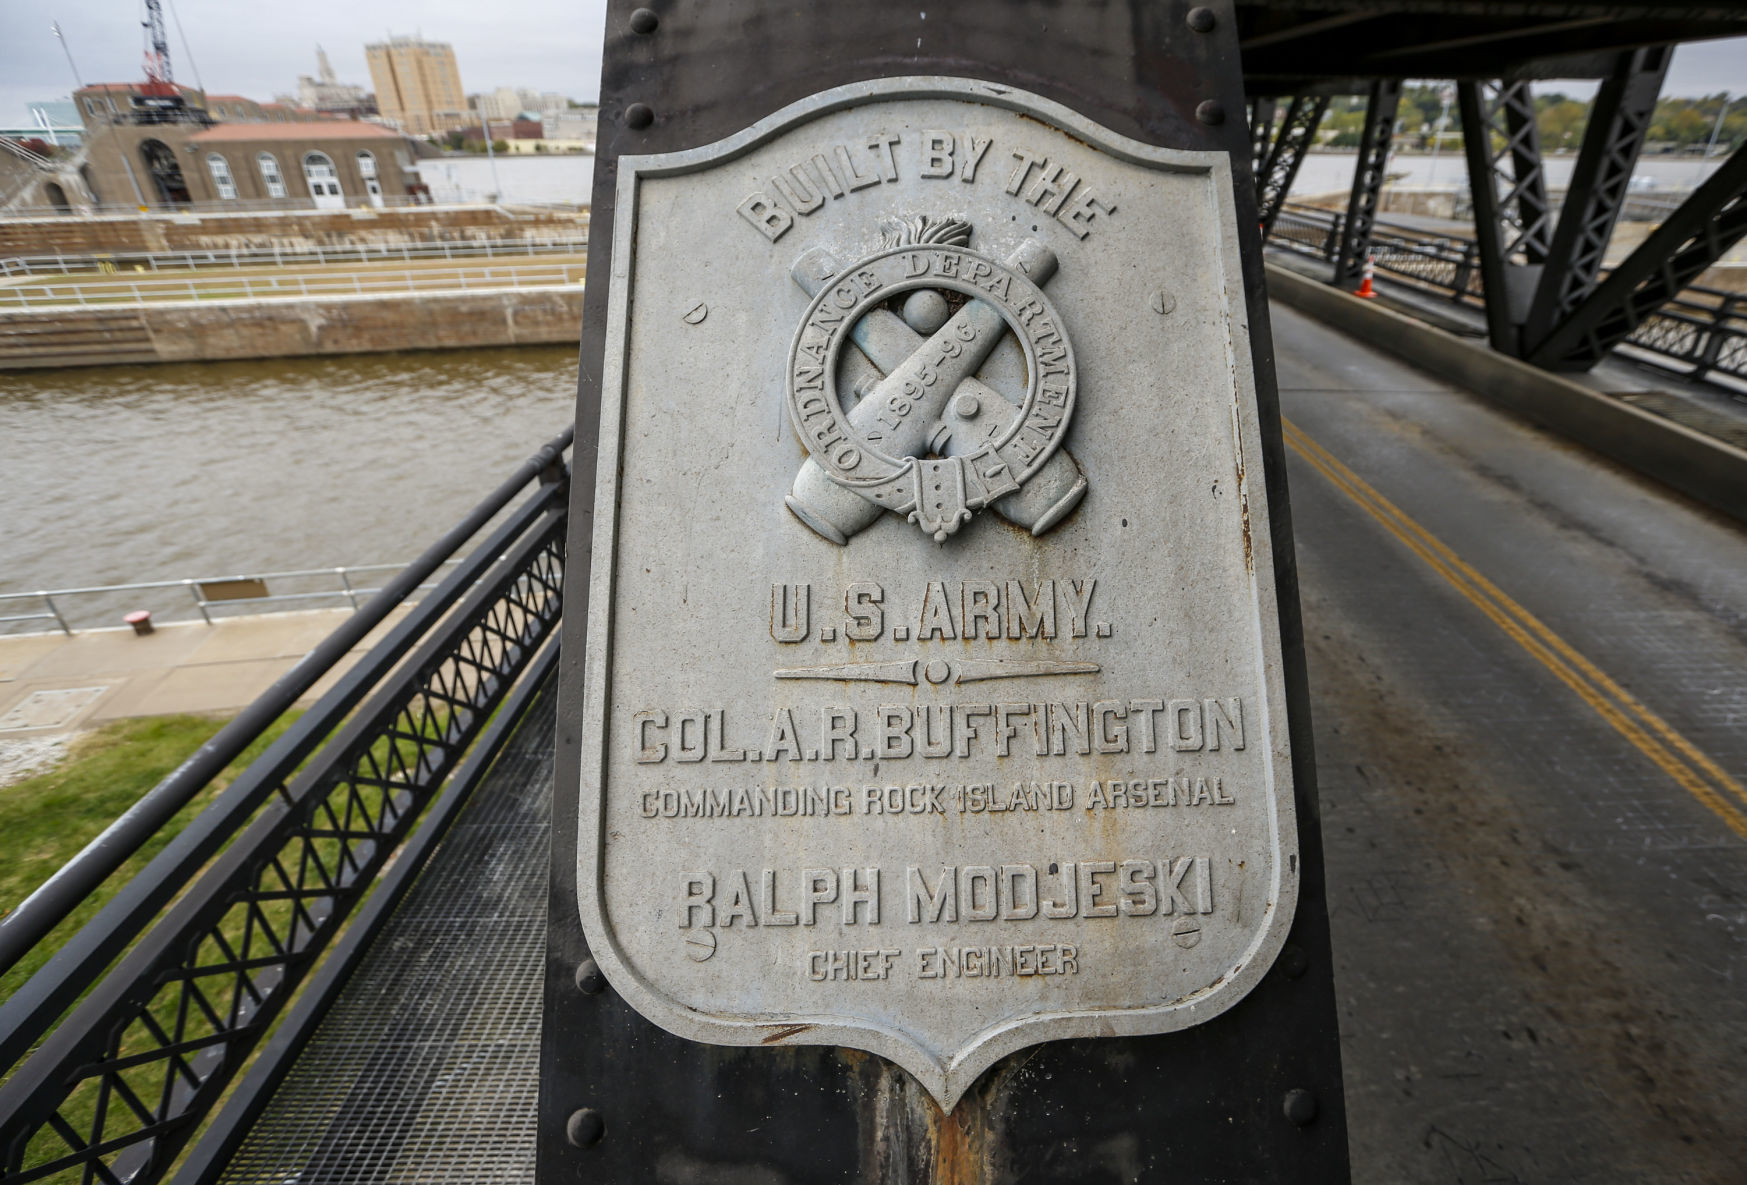 BUILT BY THE
ORDNANCE DEPARTMENT
1895-96
U.S.ARMY.
COL.A.R.BUFFINGTON
COMMANDING ROCK ISLAND ARSENAL
RALPH MODJESKI
CHIEF ENGINEER